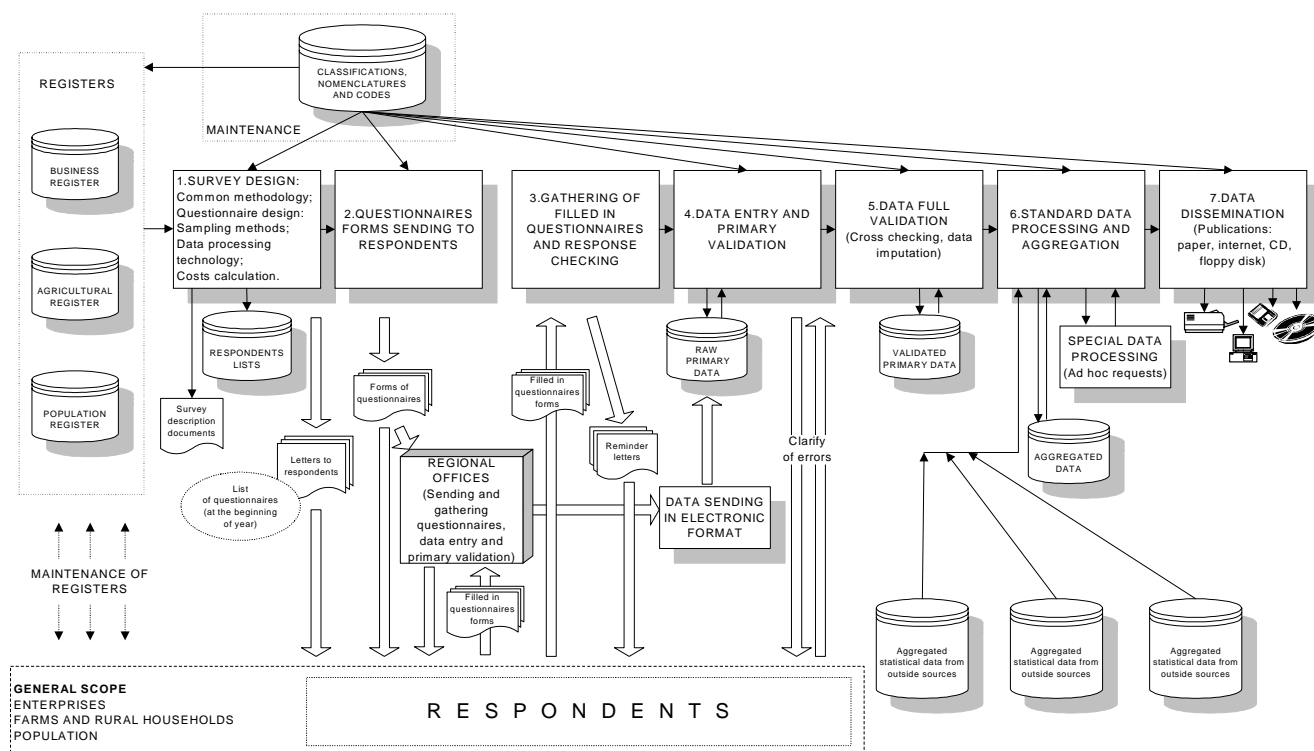 CLASSIFICATIONS,
NOMENCLATURES
AND CODES
MAINTENANCE
REGISTERS
BUSINESS
REGISTER
AGRICULTURAL
REGISTER
POPULATION
REGISTER
1.SURVEY DESIGN:
Common methodology;
Questionnaire design:
Sampling methods;
Data processing
technology;
Costs calculation.
2.QUESTIONNAIRES
FORMS SENDING TO
RESPONDENTS
3.GATHERING OF
FILLED IN
QUESTIONNAIRES
AND RESPONSE
CHECKING
4.DATA ENTRY AND
PRIMARY
VALIDATION
5.DATA FULL
VALIDATION
(Cross checking, data
imputation)
6.STANDARD DATA
PROCESSING AND
AGGREGATION
7.DATA
DISSEMINATION
(Publications:
paper, internet, CD,
floppy disk)
RESPONDENTS
LISTS
Survey
description
documents
Letters to
respondents
List
of questionnaires
(at the beginning
of year)
Forms of
questionnaires
REGIONAL
OFFICES
(Sending and
gathering
questionnaires,
data entry and
primary validation)
Filled in
questionnaires
forms
Filled in
questionnaires
forms
Reminder
letters
RAW
PRIMARY
DATA
DATA SENDING
IN ELECTRONIC
FORMAT
Clarify
of errors
VALIDATED
PRIMARY DATA
SPECIAL DATA
PROCESSING
(Ad hoc requests)
AGGREGATED
DATA
MAINTENANCE OF
REGISTERS
Aggregated
statistical data from
outside sources
Aggregated
statistical data from
outside sources
Aggregated
statistical data from
outside sources
GENERAL SCOPE
ENTERPRISES
FARMS AND RURAL HOUSEHOLDS
POPULATION
RESPONDENTS